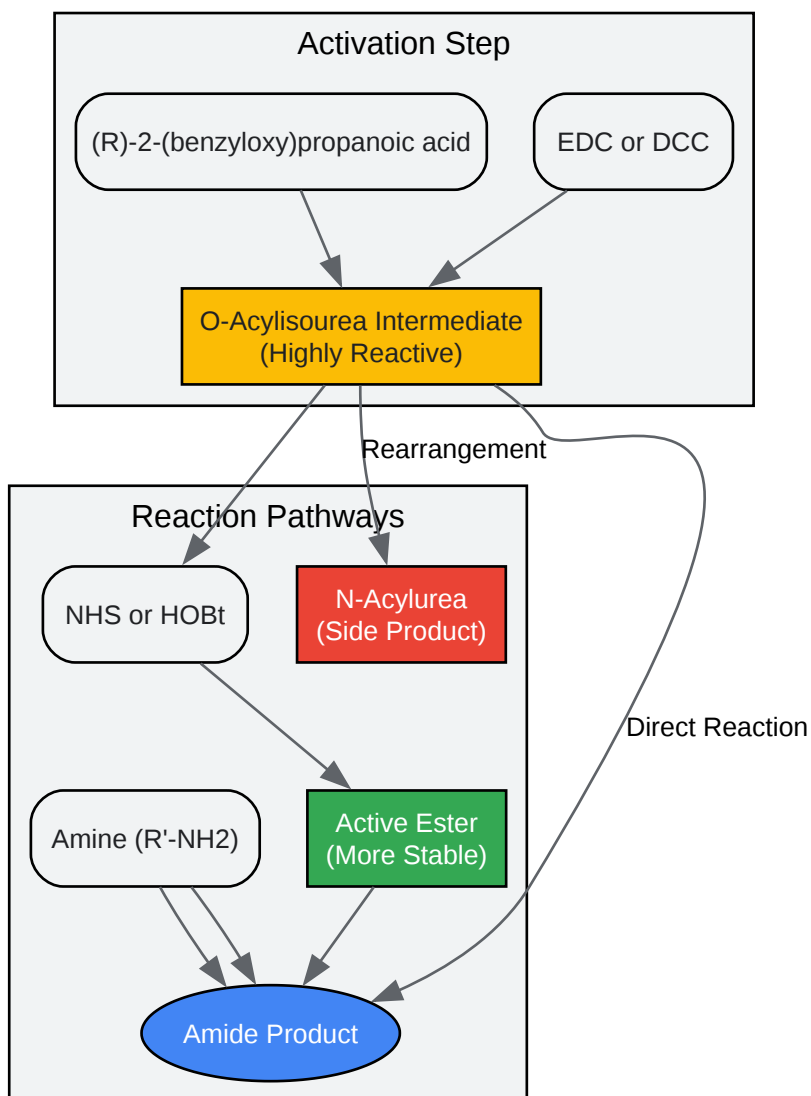 Activation Step
(R)-2-(benzyloxy)propanoic acid
EDC or DCC
O-Acylisourea Intermediate
(Highly Reactive)
Rearrangement
Reaction Pathways
NHS or HOBt
N-Acylurea
(Side Product)
Direct Reaction
Amine (R'-NH2)
Active Ester
(More Stable)
Amide Product